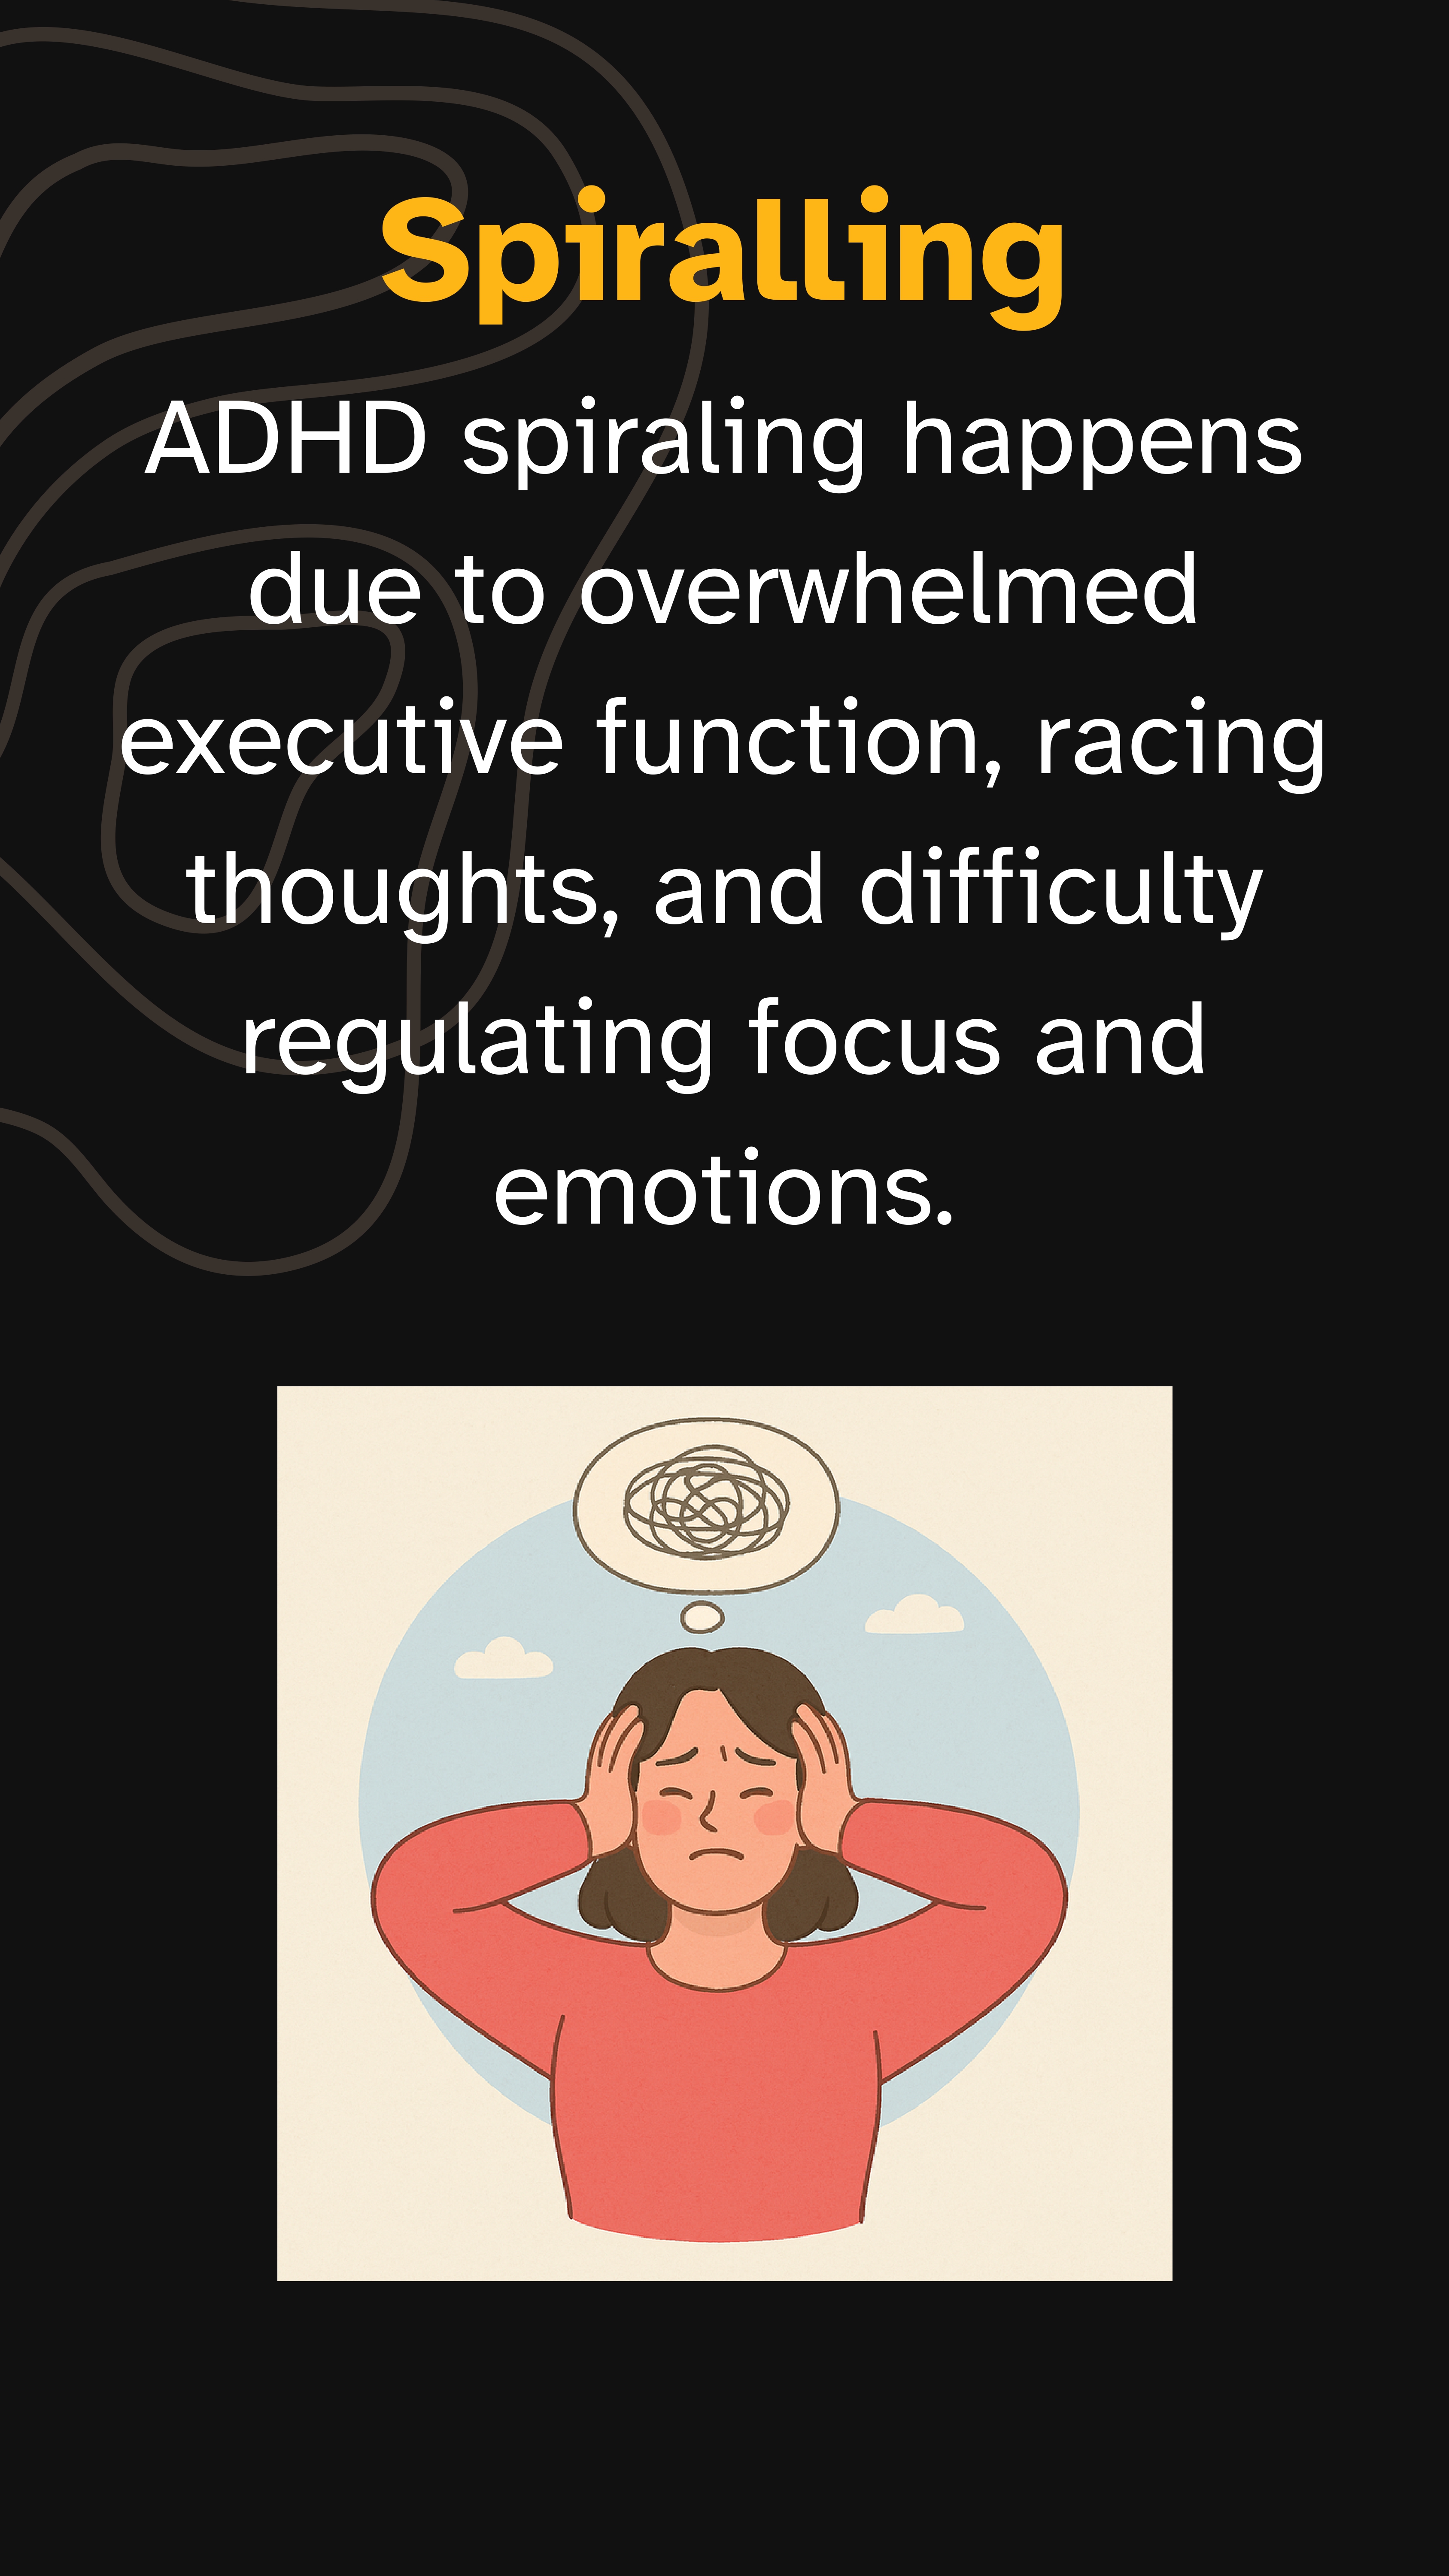 Spiralling
ADHD spiraling happens
due to overwhelmed
executive function, racing
thoughts, and difficulty
regulating focus and
emotions.